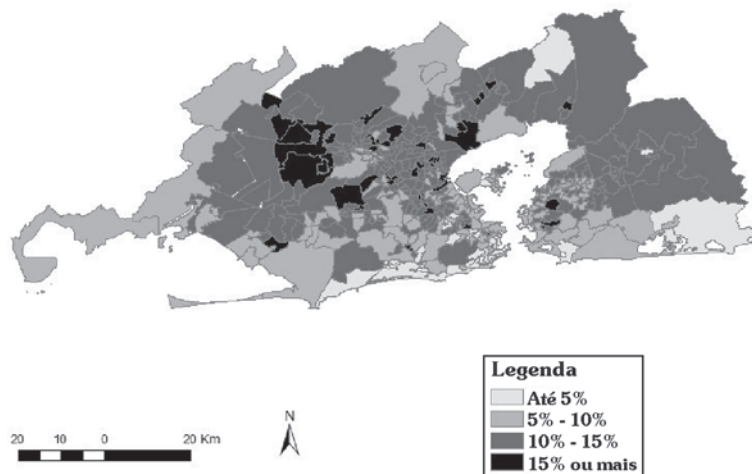 N
20 10 0 20 Km
Legenda
Até 5%
5% - 10%
10% - 15%
15% ou mais